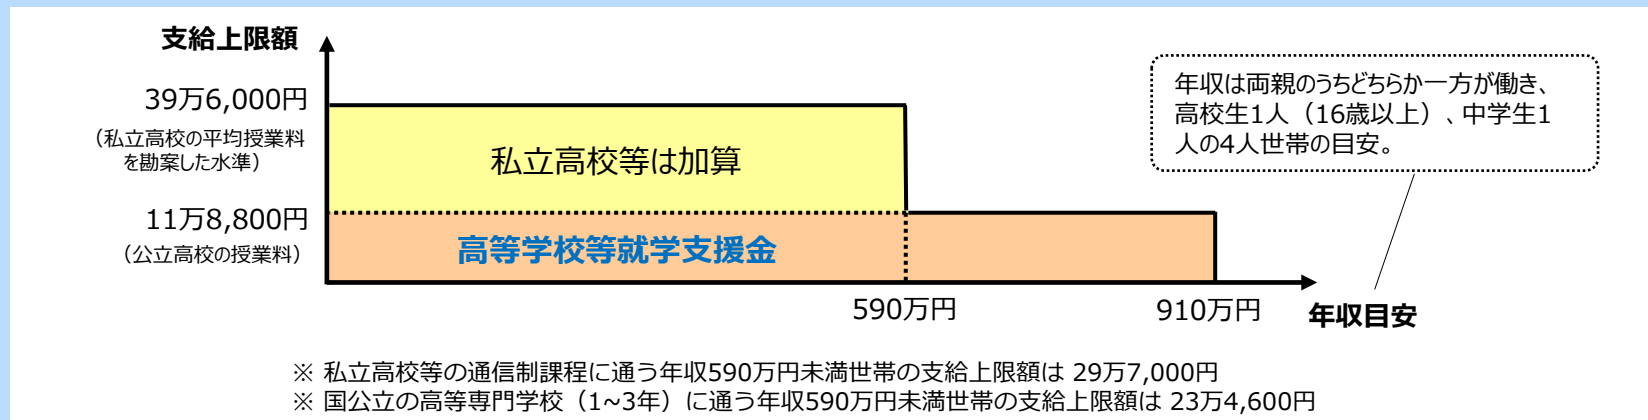 支給上限額
39万6,000円
（私立高校の平均授業料
を勘案した水準）
11万8,800円
（公立高校の授業料）
私立高校等は加算
高等学校等就学支援金
590万円
910万円
年収目安
年収は両親のうちどちらか一方が働き、
高校生1人（16歳以上）、中学生1
人の4人世帯の目安。
※ 私立高校等の通信制課程に通う年収590万円未満世帯の支給上限額は 29万7,000円
※ 国公立の高等専門学校（1~3年）に通う年収590万円未満世帯の支給上限額は 23万4,600円